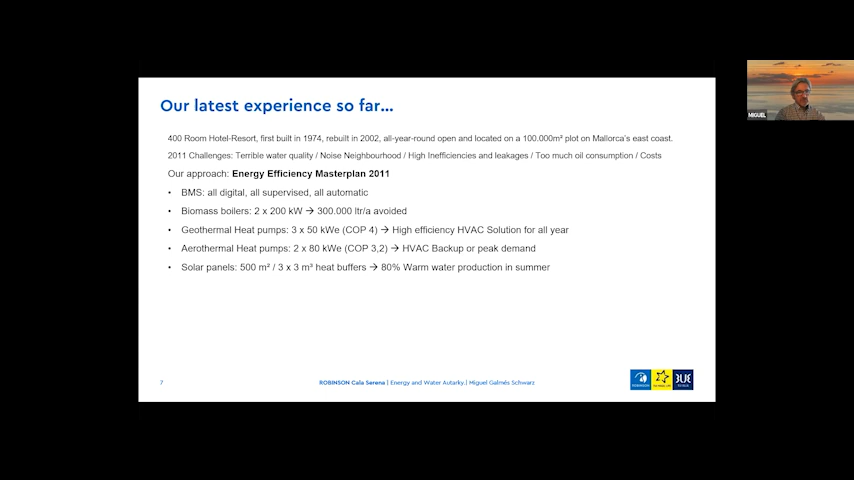 Our latest experience so far...
400 Room Hotel-Resort, first built in 1974, rebuilt in 2002, all-year-round open and located on a 100.000m² plot on Mallorca's east coast.
2011 Challenges: Terrible water quality / Noise Neighbourhood / High Inefficiencies and leakages / Too much oil consumption / Costs
Our approach: Energy Efficiency Masterplan 2011
• BMS: all digital, all supervised, all automatic
• Biomass boilers: 2 x 200 kW → 300.000 ltr/a avoided
• Geothermal Heat pumps: 3 x 50 kWe (COP 4) → High efficiency HVAC Solution for all year
• Aerothermal Heat pumps: 2 x 80 kWe (COP 3,2) → HVAC Backup or peak demand
• Solar panels: 500 m² / 3 x 3 m³ heat buffers → 80% Warm water production in summer
7
ROBINSON Cala Serena | Energy and Water Autarky.| Miguel Galmés Schwarz
ROBINSON
BUE
MIGUEL